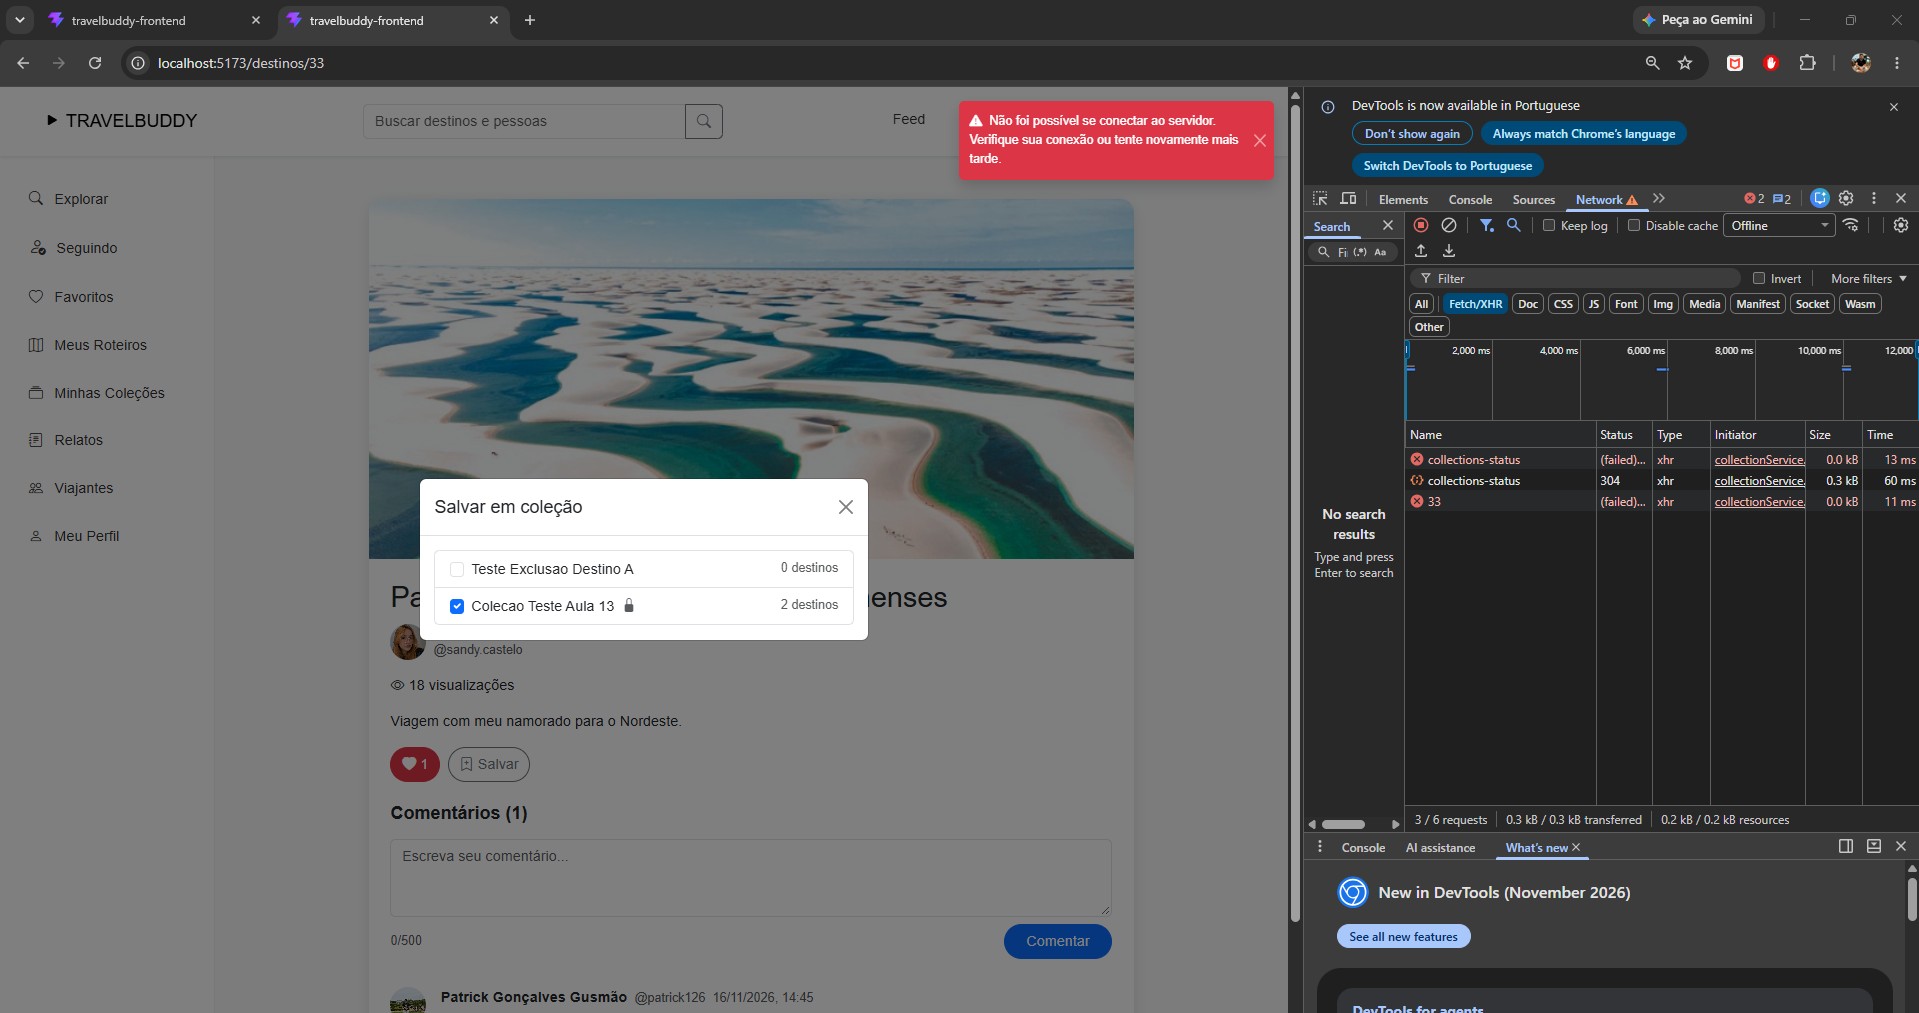 travelbuddy-frontend
travelbuddy-frontend
Peça ao Gemini
localhost:5173/destinos/33
TRAVELBUDDY
Buscar destinos e pessoas
Feed
Não foi possível se conectar ao servidor.
Verifique sua conexão ou tente novamente mais
tarde.
Explorar
Seguindo
Favoritos
Meus Roteiros
Minhas Coleções
Relatos
Viajantes
Meu Perfil
Salvar em coleção
Teste Exclusao Destino A
0 destinos
Colecao Teste Aula 13
2 destinos
Pa
enses
@sandy.castelo
18 visualizações
Viagem com meu namorado para o Nordeste.
1
Salvar
Comentários (1)
Escreva seu comentário...
0/500
Comentar
Patrick Gonçalves Gusmão @patrick126 16/11/2026, 14:45
DevTools is now available in Portuguese
Don't show again
Always match Chrome's language
Switch DevTools to Portuguese
Elements
Console
Sources
Network
2
2
Search
Keep log
Disable cache
Offline
Fi
(.*)
Aa
Filter
Invert
More filters
All
Fetch/XHR
Doc
CSS
JS
Font
Img
Media
Manifest
Socket
Wasm
Other
2,000 ms
4,000 ms
6,000 ms
8,000 ms
10,000 ms
12,000
Name Status Type Initiator Size Time
collections-status (failed)... xhr collectionService. 0.0 kB 13 ms
collections-status 304 xhr collectionService. 0.3 kB 60 ms
33 (failed)... xhr collectionService. 0.0 kB 11 ms
No search
results
Type and press
Enter to search
3 / 6 requests
0.3 kB / 0.3 kB transferred
0.2 kB / 0.2 kB resources
Console
AI assistance
What's new
New in DevTools (November 2026)
See all new features
DevTools for agents